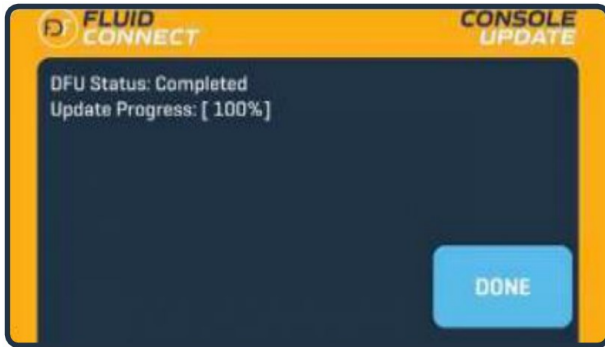 FLUID
CONNECT
CONSOLE
UPDATE
DFU Status: Completed
Update Progress: [ 100%]
DONE